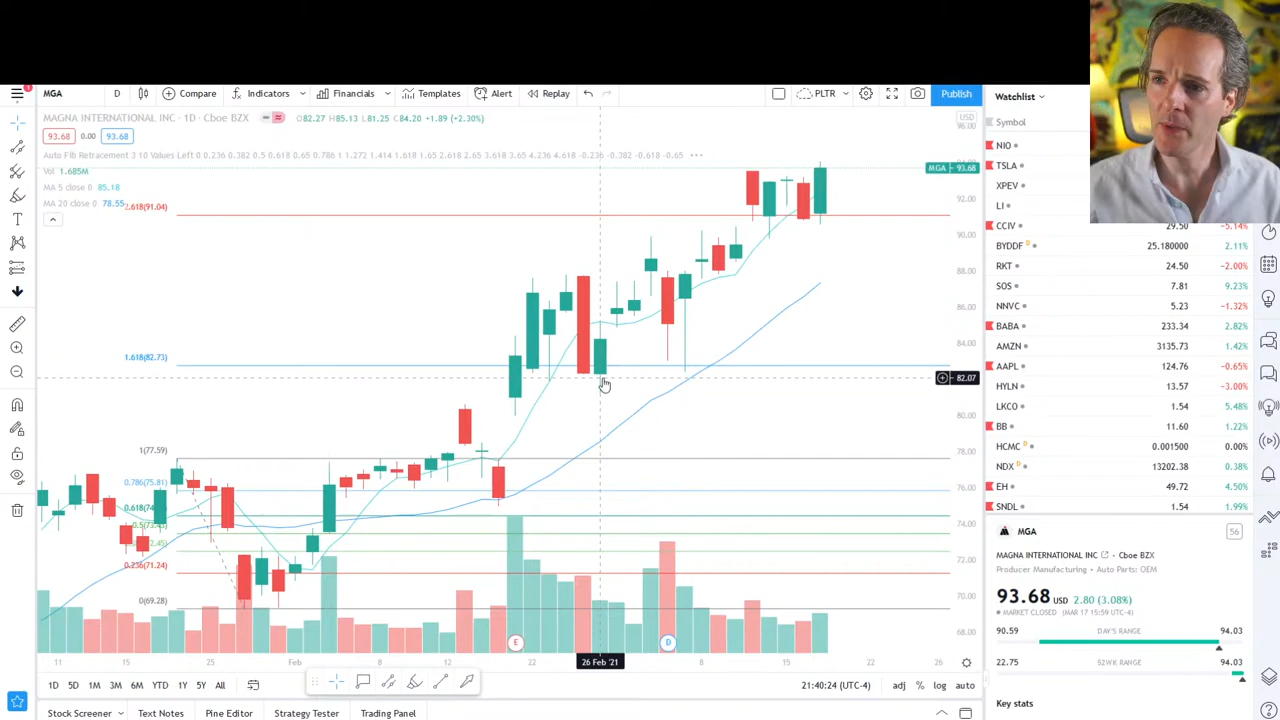 MGA D Compare Indicators Financials Templates Alert Replay PLTR Publish
MAGNA INTERNATIONAL INC · 1D · Cboe BZX O82.27 H85.13 L81.25 C84.20 +1.89 (+2.30%)
93.68 0.00 93.68
Auto Fib Retracement 3 10 Values Left 0 0.236 0.382 0.5 0.618 0.65 0.786 1 1.272 1.414 1.618 1.65 2.618 2.65 3.618 3.65 4.236 4.618 -0.236 -0.382 -0.618 -0.65
Vol 1.685M
MA 5 close 0 85.18
MA 20 close 0 78.55
2.618(91.04)
1.618(82.73)
1(77.59)
0.786(75.81)
0.236(71.24)
0(69.28)
USD
96.00
MGA 93.68
92.00
90.00
88.00
86.00
84.00
82.07
80.00
78.00
76.00
74.00
72.00
70.00
68.00
E
D
11 15 25 Feb 8 12 22 26 Feb '21 8 15 22 26
1D 5D 1M 3M 6M YTD 1Y 5Y All
21:40:24 (UTC-4) adj % log auto
Stock Screener Text Notes Pine Editor Strategy Tester Trading Panel
Watchlist
Symbol
NIO
TSLA
XPEV
LI
CCIV 29.50 -5.14%
BYDDF D 25.180000 2.11%
RKT 24.50 -2.00%
SOS 7.81 9.23%
NNVC 5.23 -1.32%
BABA 233.34 2.82%
AMZN 3135.73 1.42%
AAPL 124.76 -0.65%
HYLN 13.57 -3.00%
LKCO 1.54 5.48%
BB 11.60 1.22%
HCMC D 0.001500 0.00%
NDX D 13202.38 0.38%
EH 49.72 4.50%
SNDL 1.54 1.99%
MGA 56
MAGNA INTERNATIONAL INC · Cboe BZX
Producer Manufacturing · Auto Parts: OEM
93.68 USD 2.80 (3.08%)
MARKET CLOSED (MAR 17 15:59 UTC-4)
90.59 DAY'S RANGE 94.03
22.75 52WK RANGE 94.03
Key stats